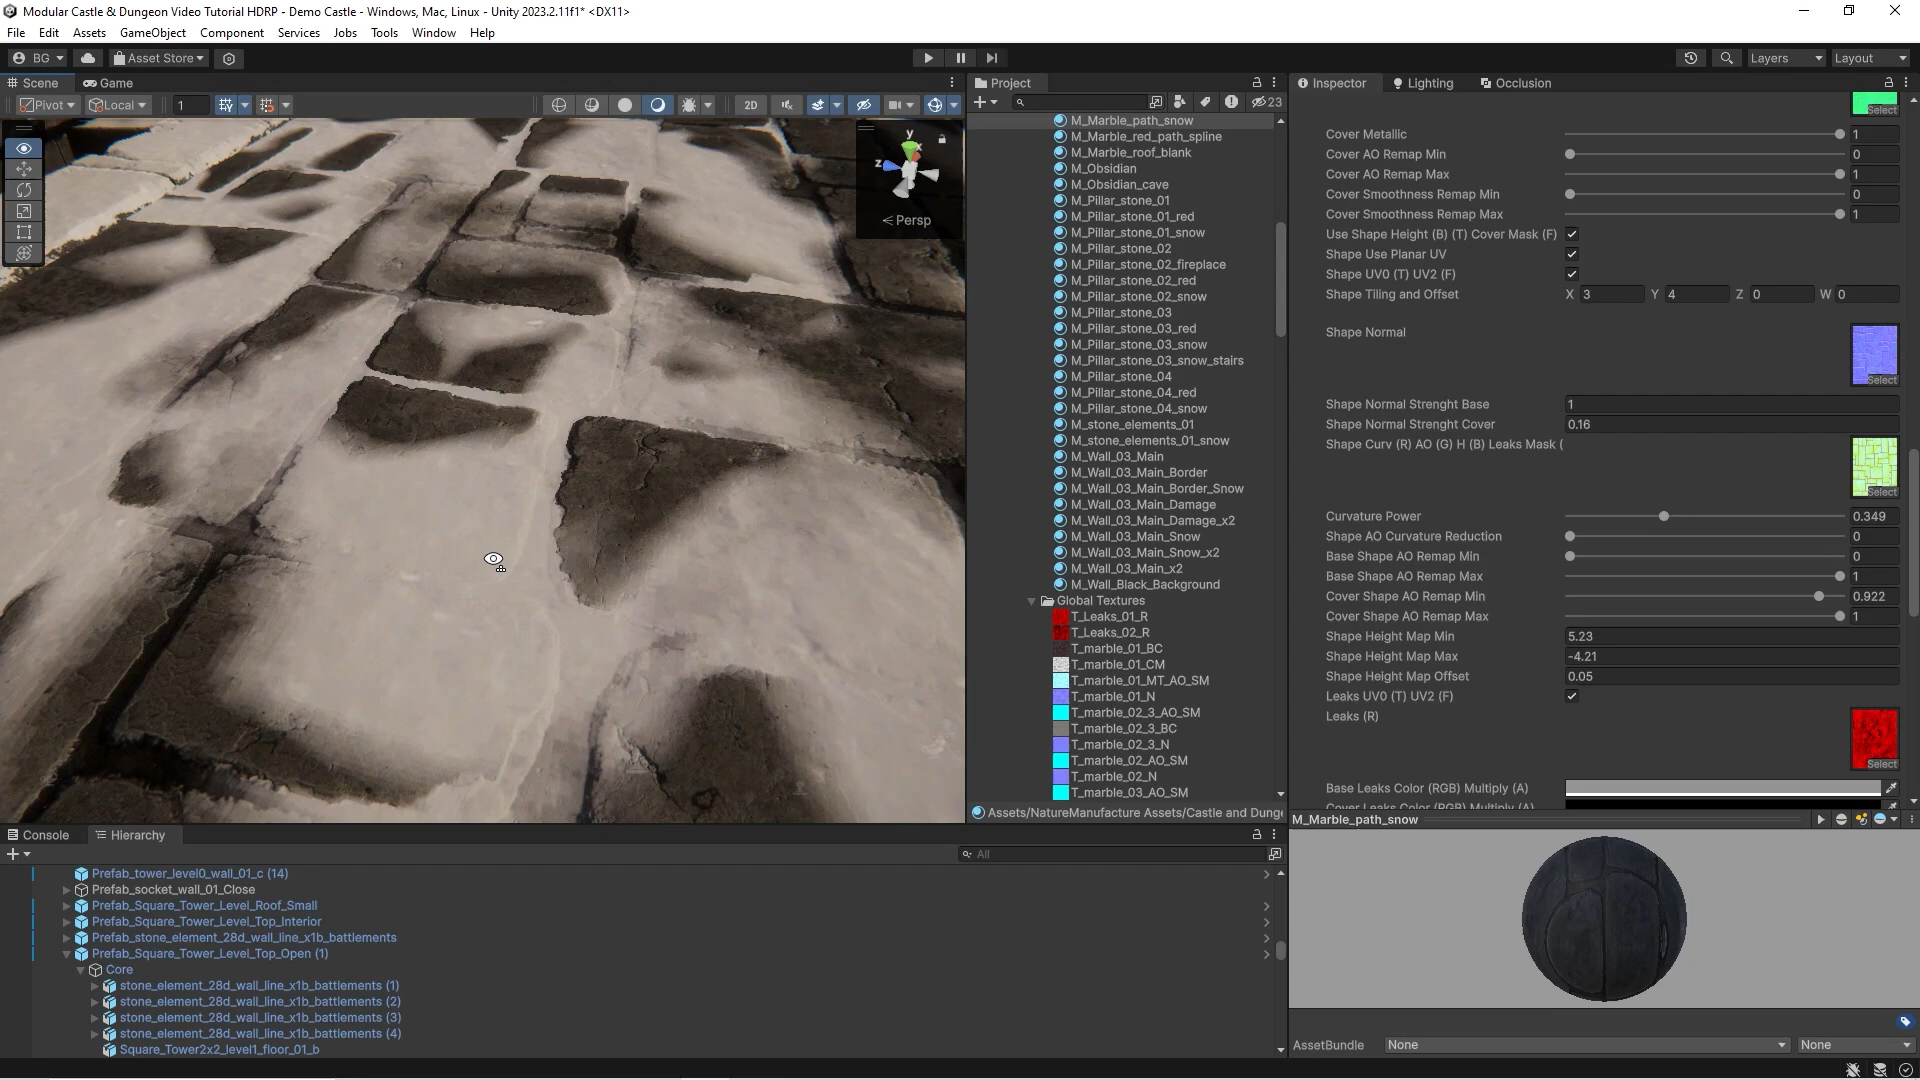 Modular Castle & Dungeon Video Tutorial HDRP - Demo Castle - Windows, Mac, Linux - Unity 2023.2.11f1* <DX11>
File Edit Assets GameObject Component Services Jobs Tools Window Help
BG Asset Store Layers Layout
Scene Game
Pivot Local 1 2D
y
x
z
Persp
Project
23
M_Marble_path_snow
M_Marble_red_path_spline
M_Marble_roof_blank
M_Obsidian
M_Obsidian_cave
M_Pillar_stone_01
M_Pillar_stone_01_red
M_Pillar_stone_01_snow
M_Pillar_stone_02
M_Pillar_stone_02_fireplace
M_Pillar_stone_02_red
M_Pillar_stone_02_snow
M_Pillar_stone_03
M_Pillar_stone_03_red
M_Pillar_stone_03_snow
M_Pillar_stone_03_snow_stairs
M_Pillar_stone_04
M_Pillar_stone_04_red
M_Pillar_stone_04_snow
M_stone_elements_01
M_stone_elements_01_snow
M_Wall_03_Main
M_Wall_03_Main_Border
M_Wall_03_Main_Border_Snow
M_Wall_03_Main_Damage
M_Wall_03_Main_Damage_x2
M_Wall_03_Main_Snow
M_Wall_03_Main_Snow_x2
M_Wall_03_Main_x2
M_Wall_Black_Background
Global Textures
T_Leaks_01_R
T_Leaks_02_R
T_marble_01_BC
T_marble_01_CM
T_marble_01_MT_AO_SM
T_marble_01_N
T_marble_02_3_AO_SM
T_marble_02_3_BC
T_marble_02_3_N
T_marble_02_AO_SM
T_marble_02_N
T_marble_03_AO_SM
Assets/NatureManufacture Assets/Castle and Dunge
Inspector Lighting Occlusion
Select
Cover Metallic 1
Cover AO Remap Min 0
Cover AO Remap Max 1
Cover Smoothness Remap Min 0
Cover Smoothness Remap Max 1
Use Shape Height (B) (T) Cover Mask (F)
Shape Use Planar UV
Shape UV0 (T) UV2 (F)
Shape Tiling and Offset X 3 Y 4 Z 0 W 0
Shape Normal
Select
Shape Normal Strenght Base 1
Shape Normal Strenght Cover 0.16
Shape Curv (R) AO (G) H (B) Leaks Mask (
Select
Curvature Power 0.349
Shape AO Curvature Reduction 0
Base Shape AO Remap Min 0
Base Shape AO Remap Max 1
Cover Shape AO Remap Min 0.922
Cover Shape AO Remap Max 1
Shape Height Map Min 5.23
Shape Height Map Max -4.21
Shape Height Map Offset 0.05
Leaks UV0 (T) UV2 (F)
Leaks (R)
Select
Base Leaks Color (RGB) Multiply (A)
Cover Leaks Color (RGB) Multiply (A)
M_Marble_path_snow
AssetBundle None None
Console Hierarchy
All
Prefab_tower_level0_wall_01_c (14)
Prefab_socket_wall_01_Close
Prefab_Square_Tower_Level_Roof_Small
Prefab_Square_Tower_Level_Top_Interior
Prefab_stone_element_28d_wall_line_x1b_battlements
Prefab_Square_Tower_Level_Top_Open (1)
Core
stone_element_28d_wall_line_x1b_battlements (1)
stone_element_28d_wall_line_x1b_battlements (2)
stone_element_28d_wall_line_x1b_battlements (3)
stone_element_28d_wall_line_x1b_battlements (4)
Square_Tower2x2_level1_floor_01_b